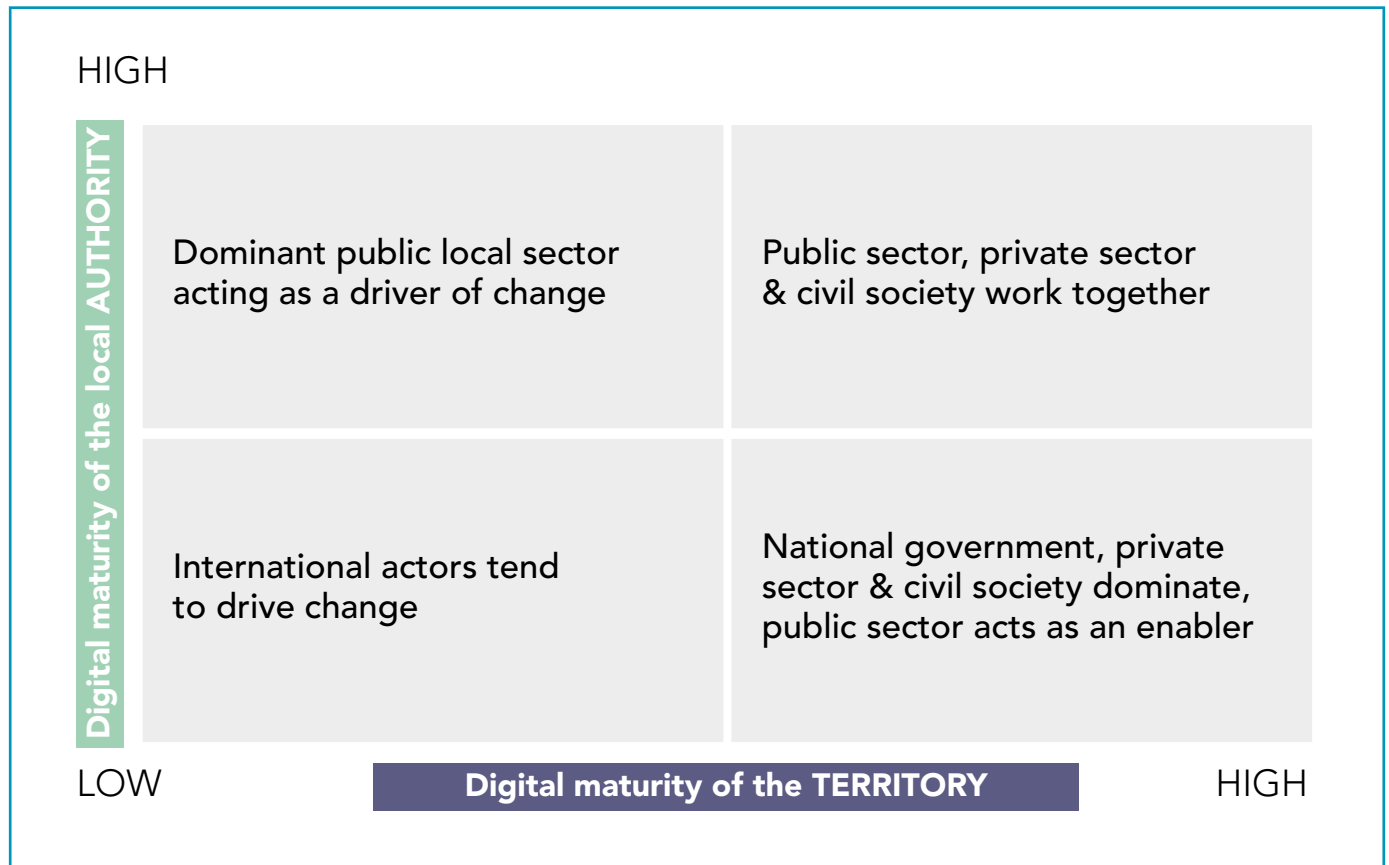 HIGH
Digital maturity of the local AUTHORITY
Dominant public local sector
acting as a driver of change
Public sector, private sector
& civil society work together
International actors tend
to drive change
National government, private
sector & civil society dominate,
public sector acts as an enabler
LOW
Digital maturity of the TERRITORY
HIGH